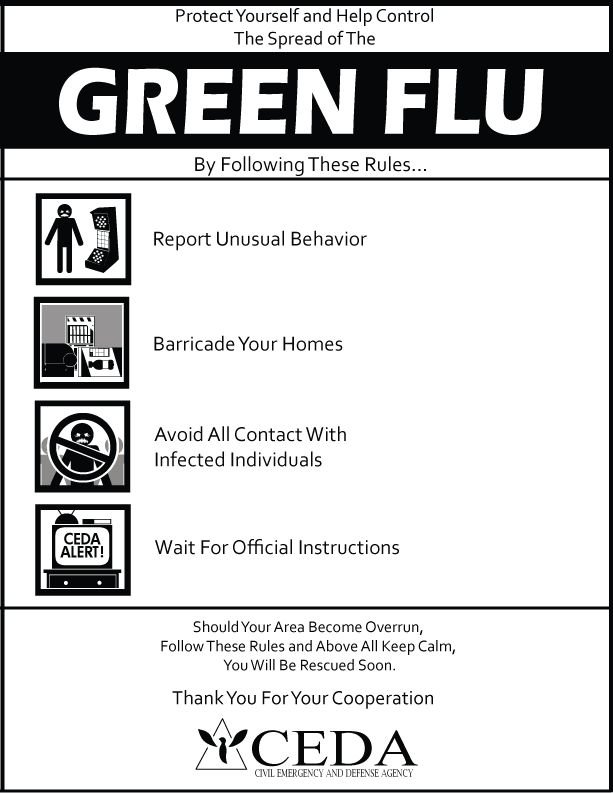 Protect Yourself and Help Control
The Spread of The
GREEN FLU
By Following These Rules...
Report Unusual Behavior
Barricade Your Homes
Avoid All Contact With
Infected Individuals
CEDA
ALERT!
Wait For Official Instructions
Should Your Area Become Overrun,
Follow These Rules and Above All Keep Calm,
You Will Be Rescued Soon.
Thank You For Your Cooperation
CEDA
CIVIL EMERGENCY AND DEFENSE AGENCY